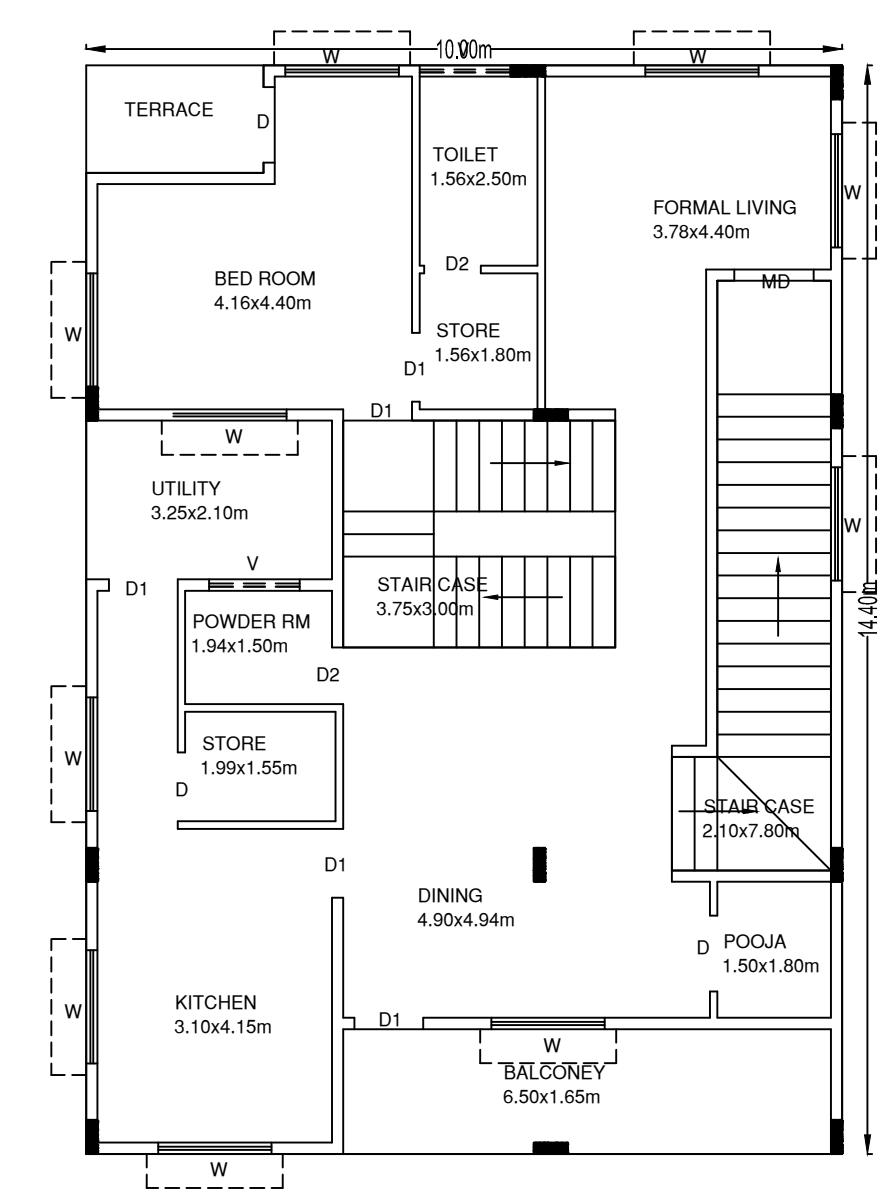 10.00m
V
W
W
TERRACE
D
TOILET
1.56x2.50m
W
FORMAL LIVING
3.78x4.40m
D2
BED ROOM
4.16x4.40m
MD
W
STORE
1.56x1.80m
D1
D1
W
UTILITY
3.25x2.10m
W
V
D1
STAIR CASE
3.75x3.00m
14.40m
POWDER RM
1.94x1.50m
D2
STORE
1.99x1.55m
W
D
STAIR CASE
2.10x7.80m
D1
DINING
4.90x4.94m
D
POOJA
1.50x1.80m
KITCHEN
3.10x4.15m
W
D1
W
BALCONEY
6.50x1.65m
W